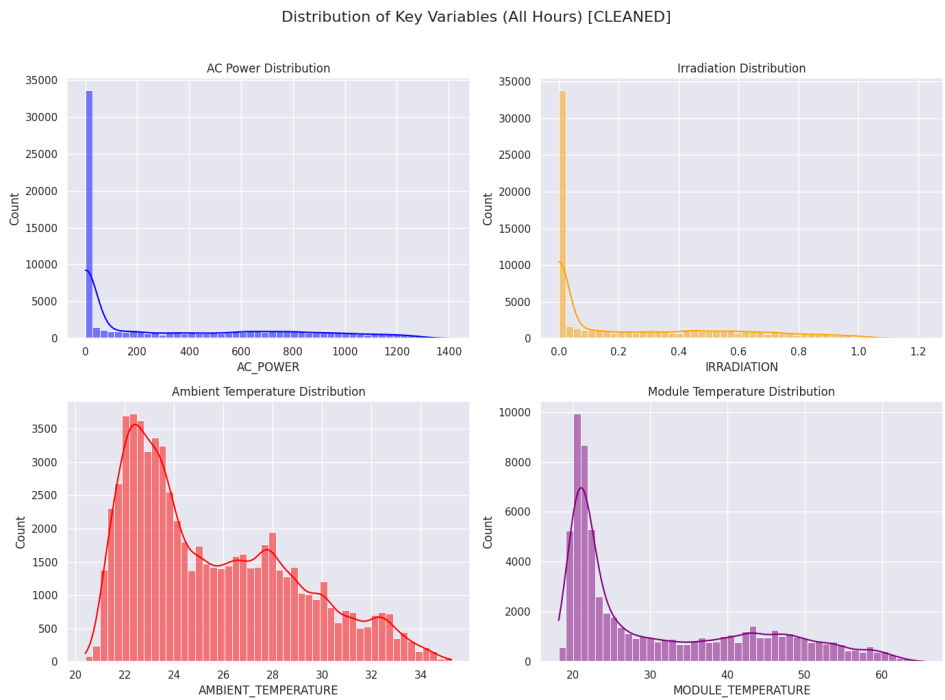 Distribution of Key Variables (All Hours) [CLEANED]
AC Power Distribution
35000
30000
25000
20000
15000
10000
5000
0
Count
0 200 400 600 800 1000 1200 1400
AC_POWER
Irradiation Distribution
35000
30000
25000
20000
15000
10000
5000
0
Count
0.0 0.2 0.4 0.6 0.8 1.0 1.2
IRRADIATION
Ambient Temperature Distribution
3500
3000
2500
2000
1500
1000
500
0
Count
20 22 24 26 28 30 32 34
AMBIENT_TEMPERATURE
Module Temperature Distribution
10000
8000
6000
4000
2000
0
Count
20 30 40 50 60
MODULE_TEMPERATURE